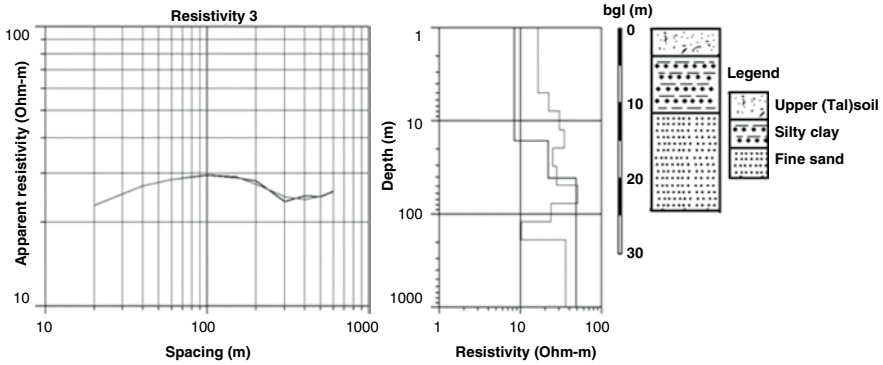 Resistivity 3
100
10
Apparent resistivity (Ohm-m)
10
100
1000
Spacing (m)
1
10
100
1000
Depth (m)
1
10
100
Resistivity (Ohm-m)
bgl (m)
0
10
20
30
Legend
Upper (Tal)soil
Silty clay
Fine sand